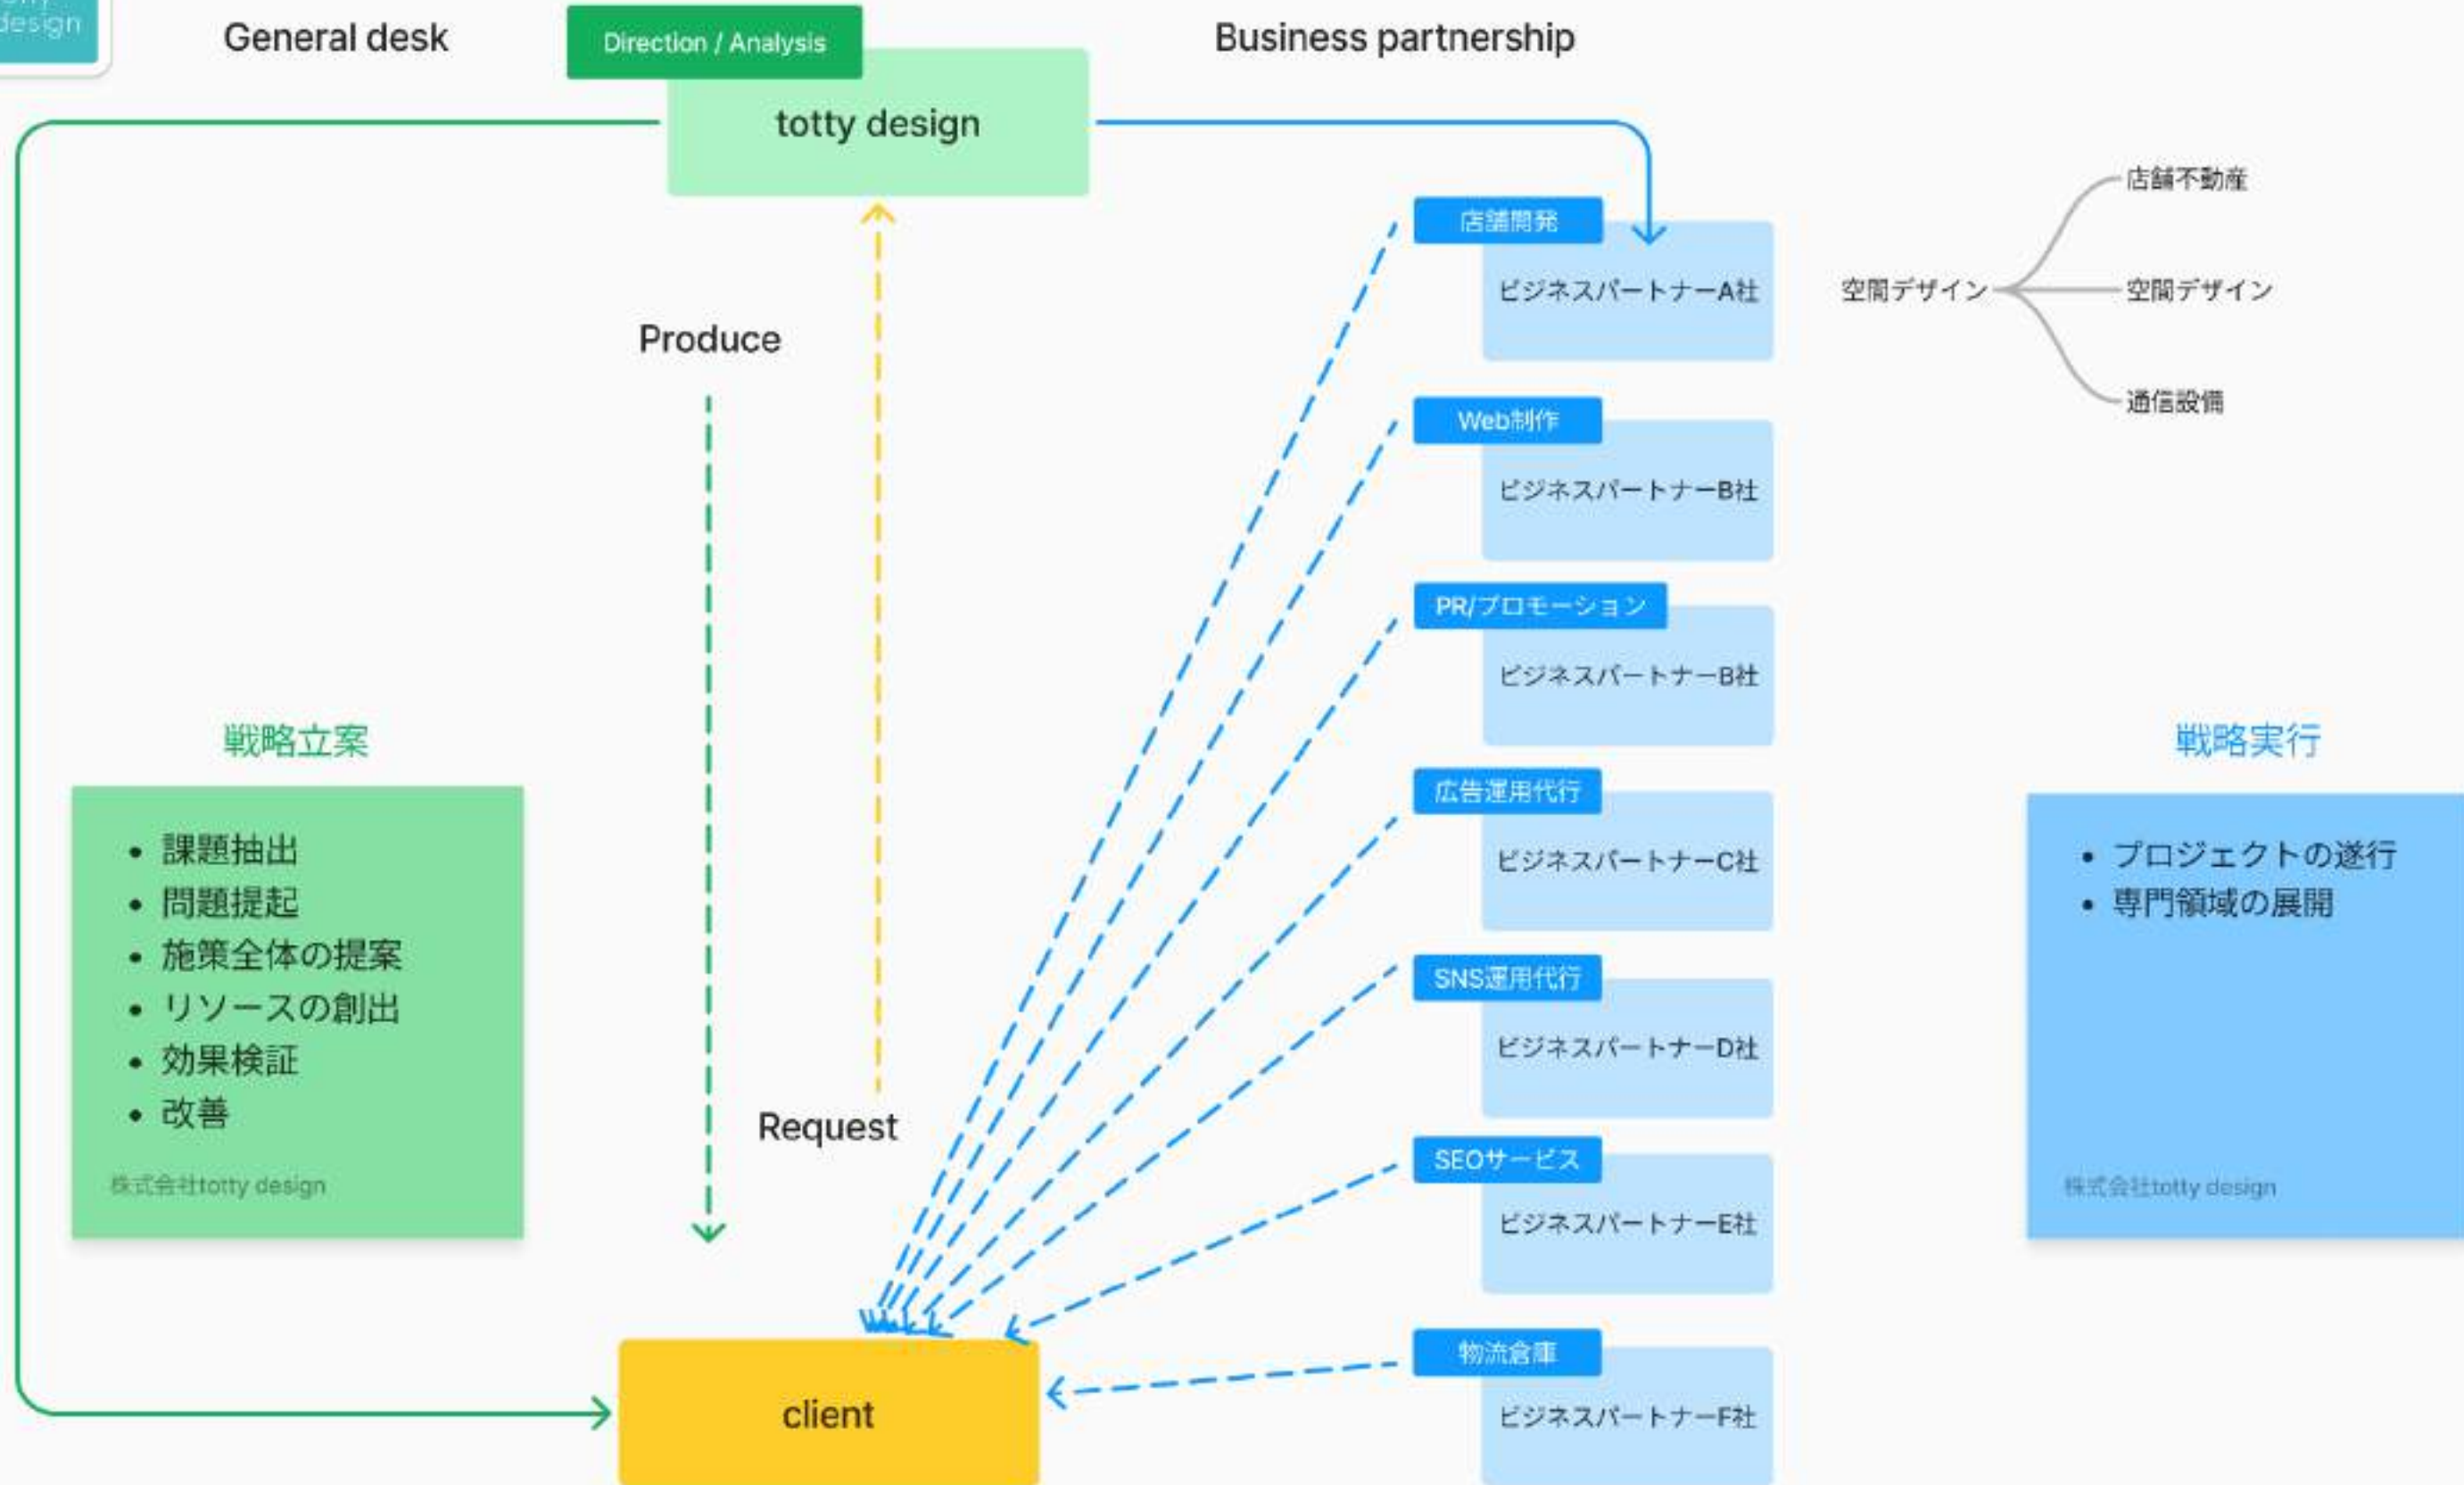 design
General desk
Direction / Analysis
totty design
Business partnership
店舗開発
ビジネスパートナーA社
空間デザイン
店舗不動産
空間デザイン
通信設備
Produce
Web制作
ビジネスパートナーB社
PR/プロモーション
ビジネスパートナーB社
戦略立案
課題抽出
問題提起
施策全体の提案
リソースの創出
効果検証
改善
株式会社totty design
広告運用代行
ビジネスパートナーC社
SNS運用代行
ビジネスパートナーD社
戦略実行
プロジェクトの遂行
専門領域の展開
株式会社totty design
Request
SEOサービス
ビジネスパートナーE社
client
物流倉庫
ビジネスパートナーF社